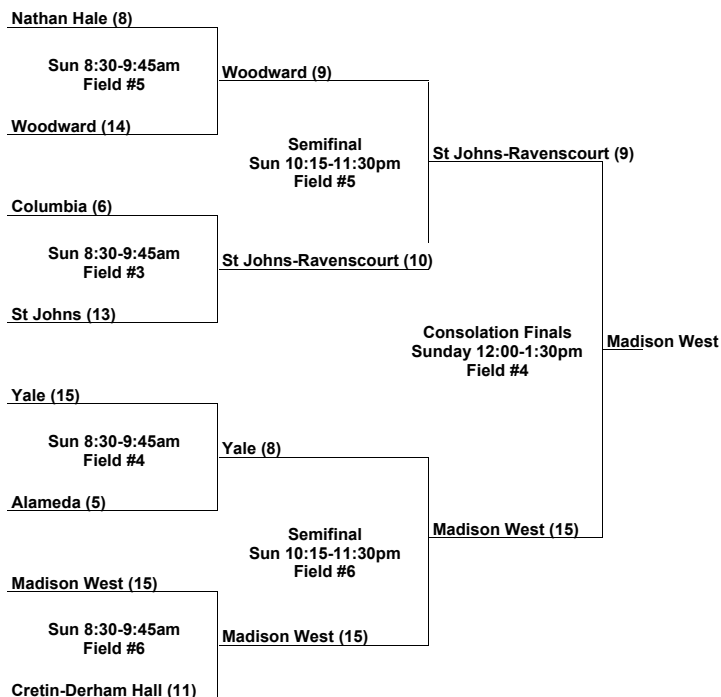 Nathan Hale (8)
Sun 8:30-9:45am
Field #5
Woodward (9)
Woodward (14)
Semifinal
Sun 10:15-11:30pm
Field #5
St Johns-Ravenscourt (9)
Columbia (6)
Sun 8:30-9:45am
Field #3
St Johns-Ravenscourt (10)
St Johns (13)
Consolation Finals
Sunday 12:00-1:30pm
Field #4
Madison West
Yale (15)
Sun 8:30-9:45am
Field #4
Yale (8)
Alameda (5)
Semifinal
Sun 10:15-11:30pm
Field #6
Madison West (15)
Madison West (15)
Sun 8:30-9:45am
Field #6
Madison West (15)
Cretin-Derham Hall (11)